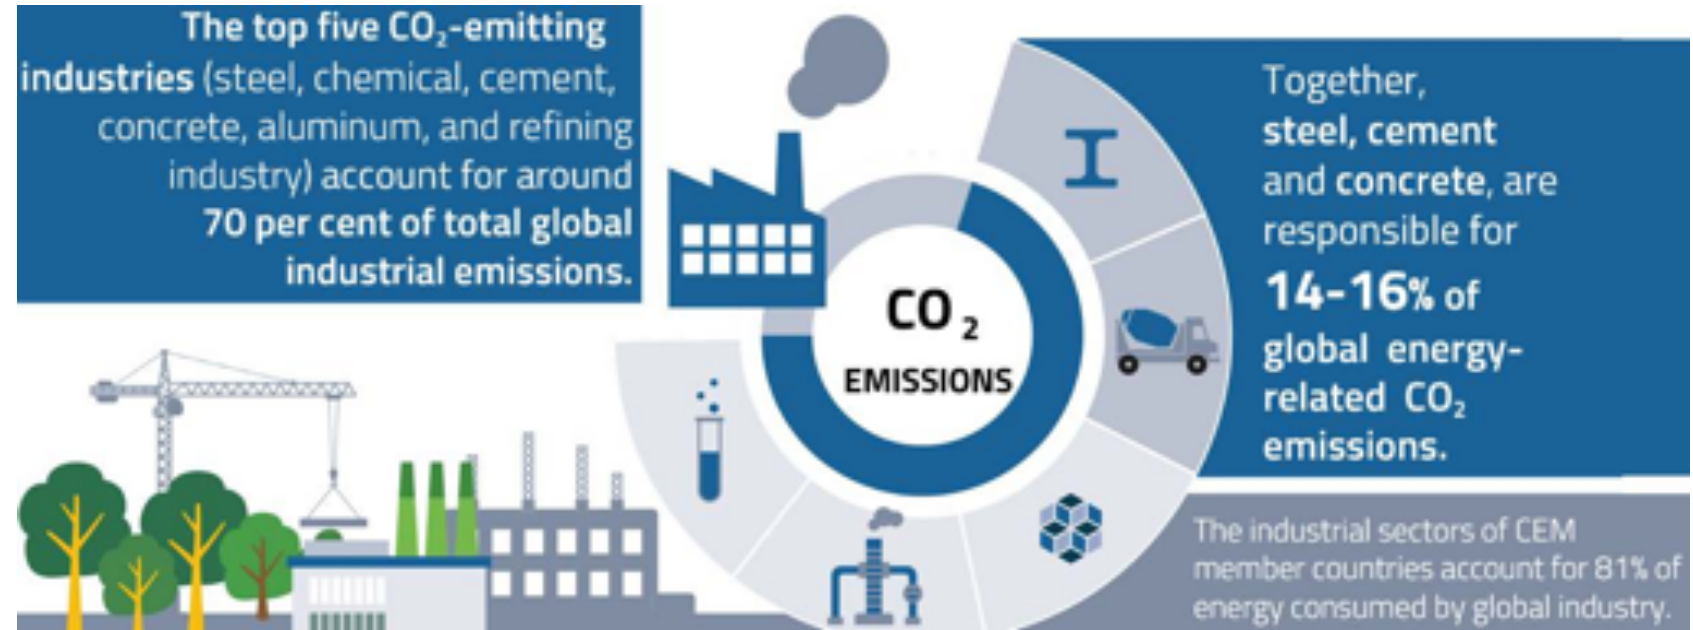 The top five CO₂-emitting
industries (steel, chemical, cement,
concrete, aluminum, and refining
industry) account for around
70 per cent of total global
industrial emissions.
CO₂
EMISSIONS
Together,
steel, cement
and concrete, are
responsible for
14-16% of
global energy-
related CO₂
emissions.
The industrial sectors of CEM
member countries account for 81% of
energy consumed by global industry.